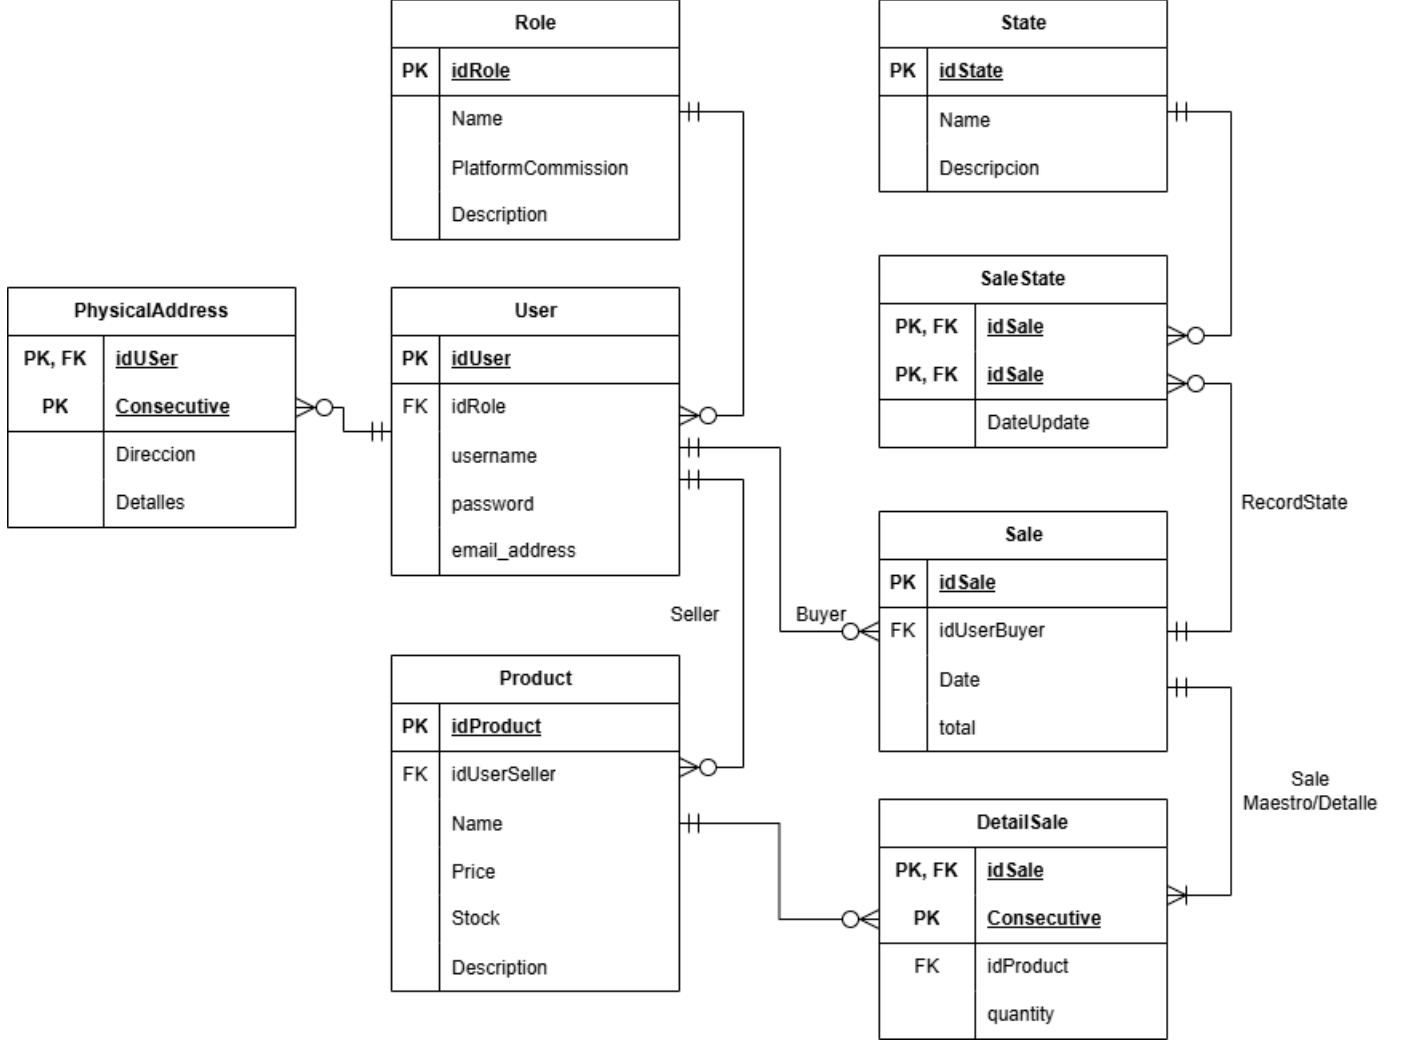 Role
PK idRole
Name
PlatformCommission
Description
State
PK idState
Name
Descripcion
PhysicalAddress
PK, FK idUSer
PK Consecutive
Direccion
Detalles
User
PK idUser
FK idRole
username
password
email_address
SaleState
PK, FK idSale
PK, FK idSale
DateUpdate
RecordState
Seller
Buyer
Sale
PK idSale
FK idUserBuyer
Date
total
Product
PK idProduct
FK idUserSeller
Name
Price
Stock
Description
Sale
Maestro/Detalle
DetailSale
PK, FK idSale
PK Consecutive
FK idProduct
quantity